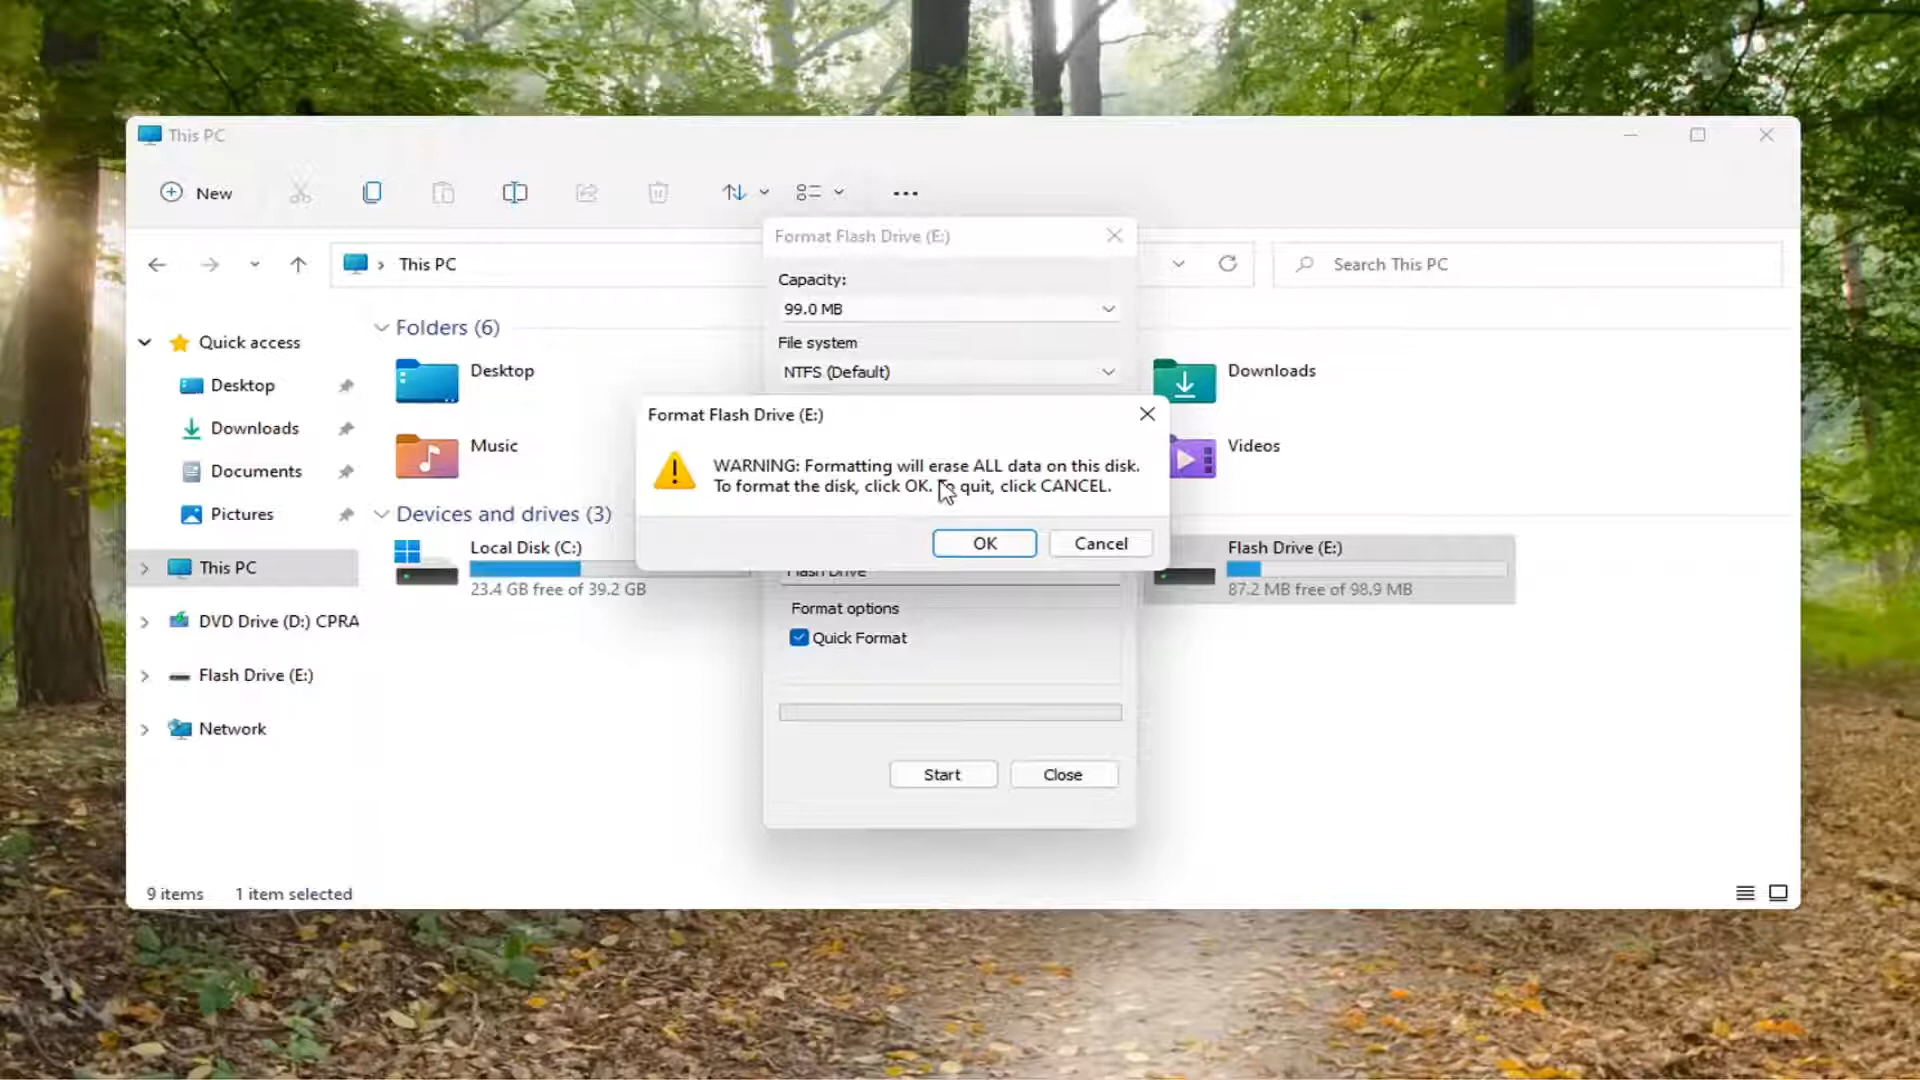 This PC
New
Format Flash Drive (E:)
This PC
Search This PC
Capacity:
99.0 MB
File system
NTFS (Default)
Quick access
Desktop
Downloads
Documents
Pictures
This PC
DVD Drive (D:) CPRA
Flash Drive (E:)
Network
Folders (6)
Desktop
Downloads
Music
Videos
Format Flash Drive (E:)
WARNING: Formatting will erase ALL data on this disk.
To format the disk, click OK. quit, click CANCEL.
OK
Cancel
Devices and drives (3)
Local Disk (C:)
23.4 GB free of 39.2 GB
Flash Drive (E:)
87.2 MB free of 98.9 MB
Flash Drive
Format options
Quick Format
Start
Close
9 items
1 item selected